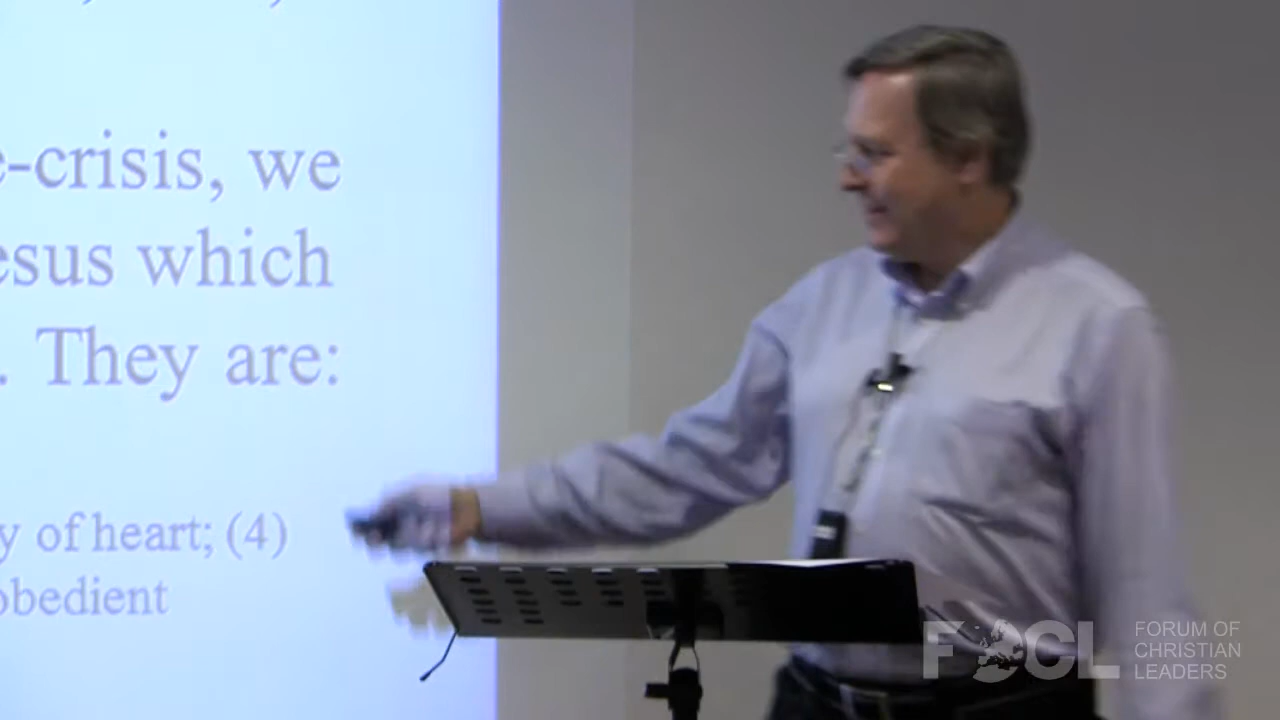 e-crisis, we
esus which
. They are:
y of heart; (4)
obedient
FOCL
FORUM OF
CHRISTIAN
LEADERS